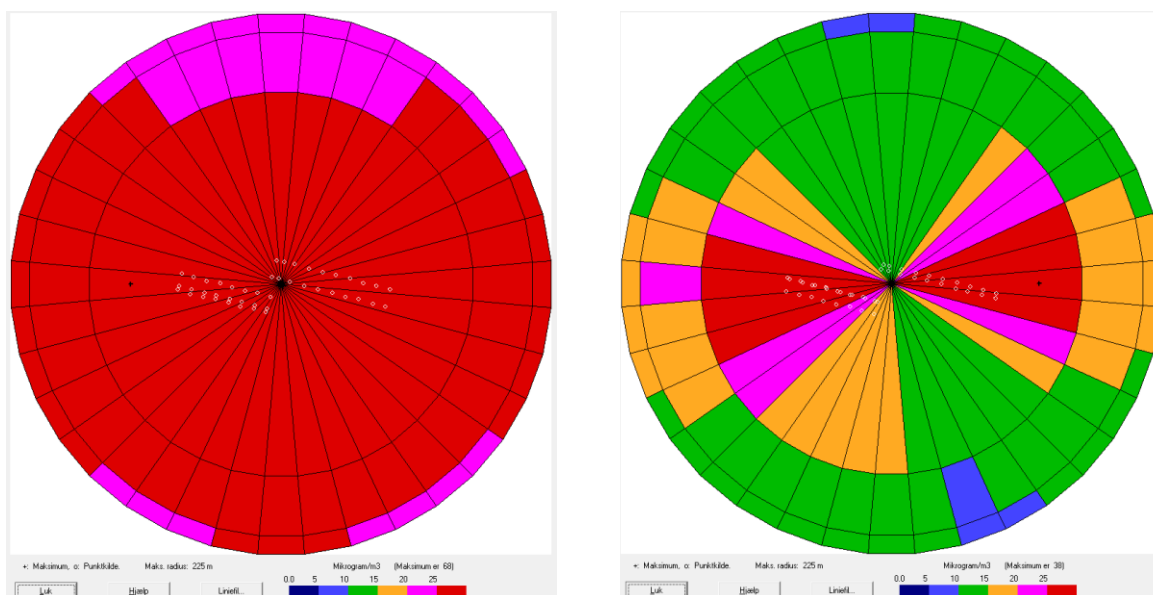 +: Maksimum, o: Punktkilde. Maks. radius: 225 m
Mikrogram/m3 (Maksimum er 68)
0.0 5 10 15 20 25
Luk Hjælp Liniefil...
+: Maksimum, o: Punktkilde. Maks. radius: 225 m
Mikrogram/m3 (Maksimum er 38)
0.0 5 10 15 20 25
Luk Hjælp Liniefil...